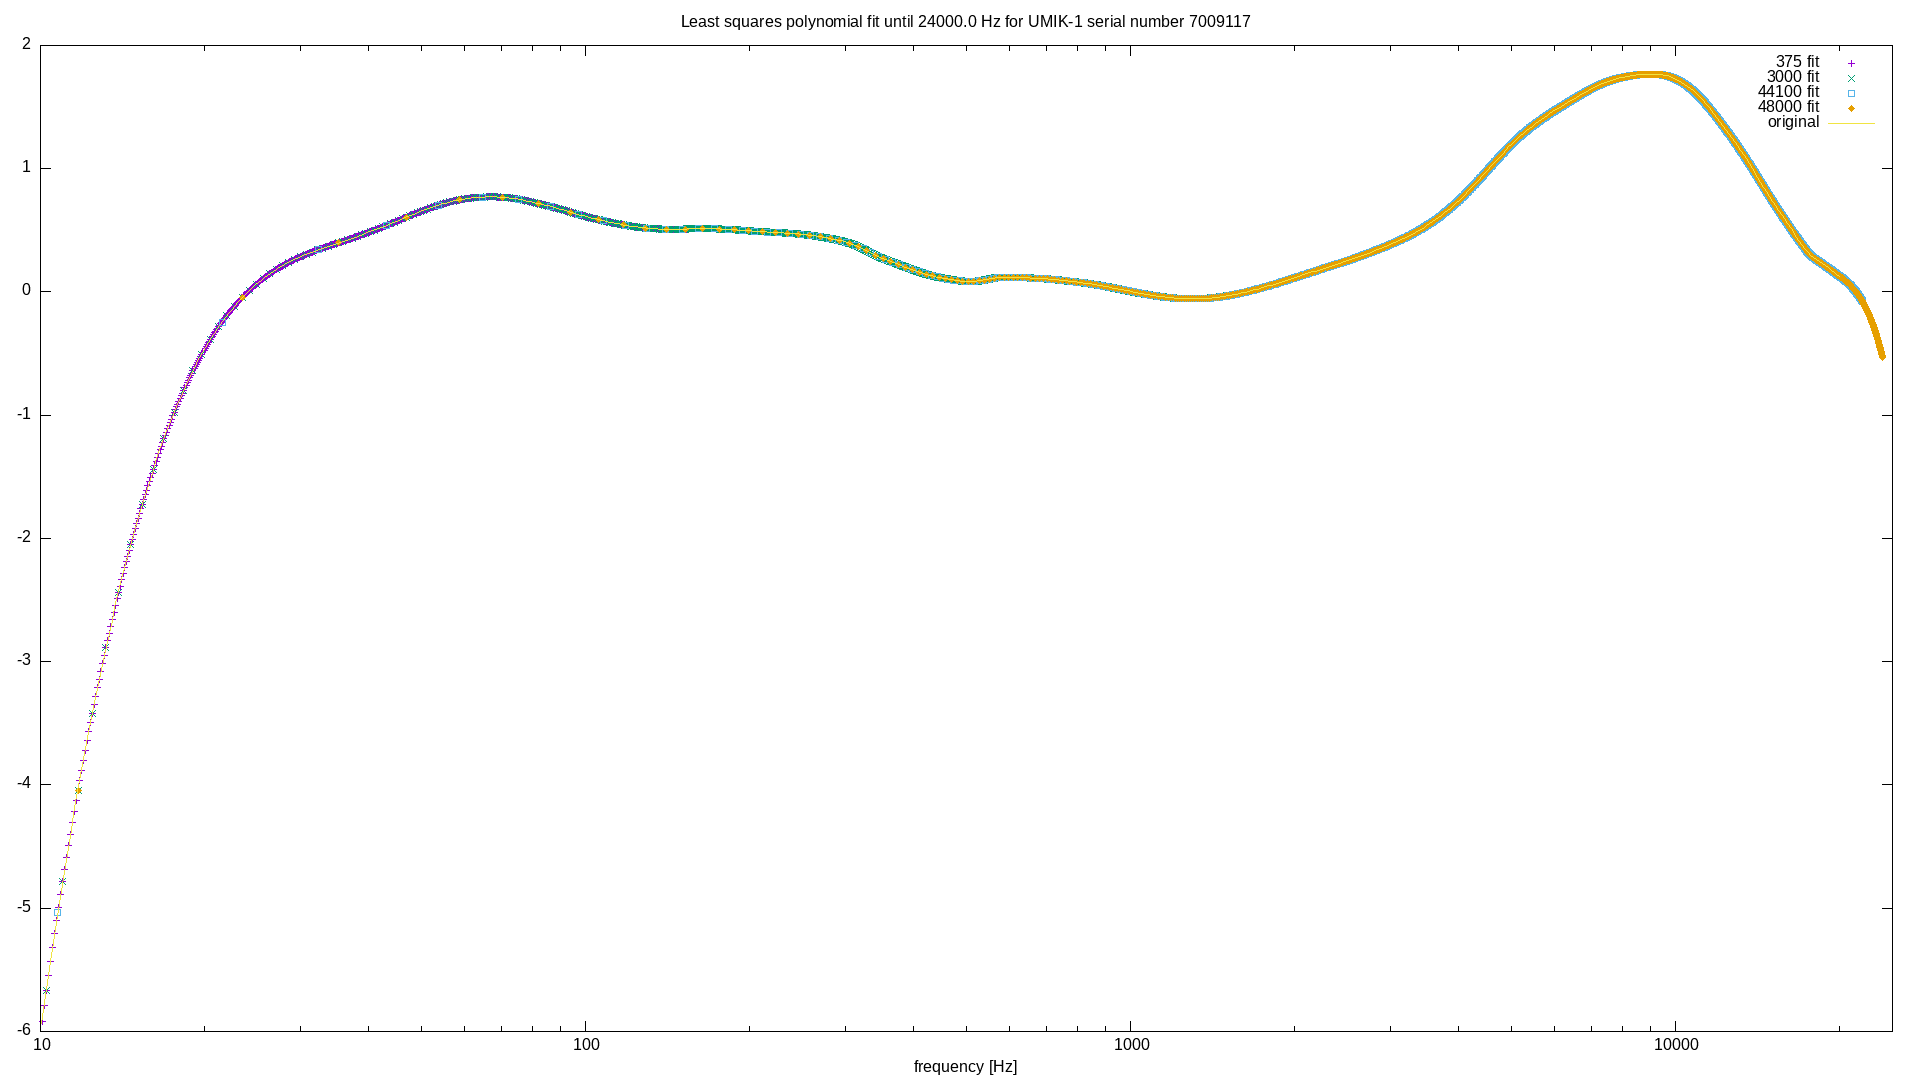 Least squares polynomial fit until 24000.0 Hz for UMIK-1 serial number 7009117
2
375 fit
3000 fit
44100 fit
48000 fit
original
1
0
-1
-2
-3
-4
-5
-6
10 100 1000 10000
frequency [Hz]